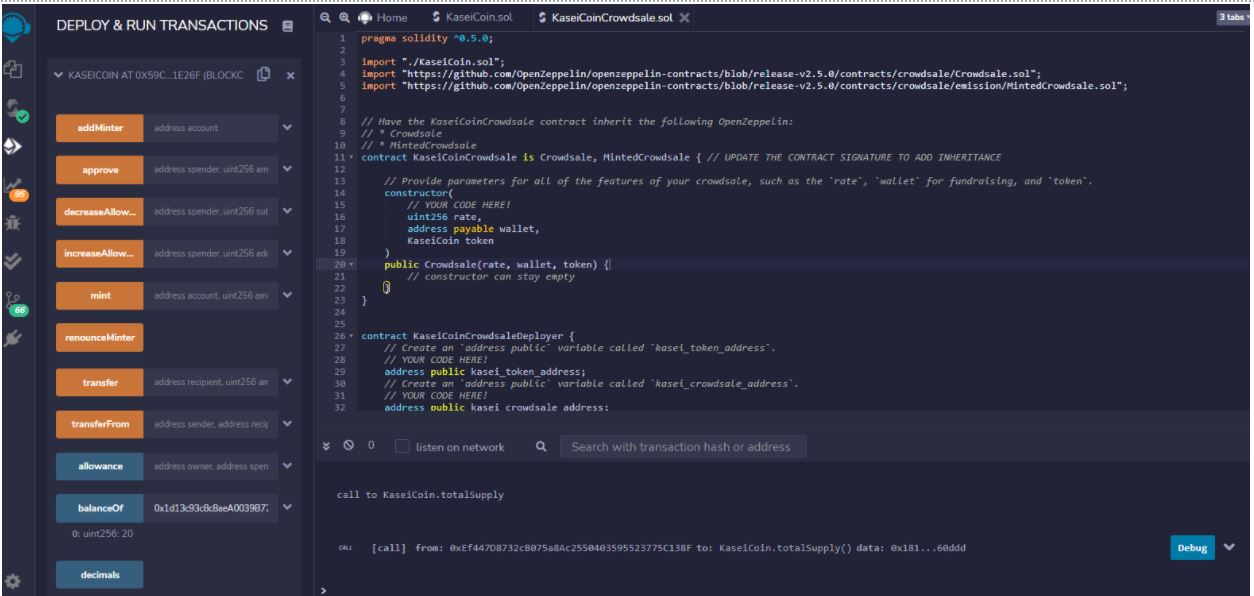 DEPLOY & RUN TRANSACTIONS
KASEICOIN AT 0X59C...1E26F (BLOCKC
addMinter address account
approve address spender, uint256 am
decreaseAllow... address spender, uint256 sub
increaseAllow... address spender, uint256 add
mint address account, uint256 am
renounceMinter
transfer address recipient, uint256 am
transferFrom address sender, address recip
allowance address owner, address spen
balanceOf
0: uint256: 20
decimals
95
66
Home KaseiCoin.sol KaseiCoinCrowdsale.sol 3 tabs
1 pragma solidity ^0.5.0;
2
3 import "./KaseiCoin.sol";
4 import "https://github.com/OpenZeppelin/openzeppelin-contracts/blob/release-v2.5.0/contracts/crowdsale/Crowdsale.sol";
5 import "https://github.com/OpenZeppelin/openzeppelin-contracts/blob/release-v2.5.0/contracts/crowdsale/emission/MintedCrowdsale.sol";
6
7
8 // Have the KaseiCoinCrowdsale contract inherit the following OpenZeppelin:
9 // * Crowdsale
10 // * MintedCrowdsale
11 contract KaseiCoinCrowdsale is Crowdsale, MintedCrowdsale { // UPDATE THE CONTRACT SIGNATURE TO ADD INHERITANCE
12
13 // Provide parameters for all of the features of your crowdsale, such as the `rate`, `wallet` for fundraising, and `token`.
14 constructor(
15 // YOUR CODE HERE!
16 uint256 rate,
17 address payable wallet,
18 KaseiCoin token
19 )
20 public Crowdsale(rate, wallet, token) {
21 // constructor can stay empty
22 }
23 }
24
25
26 contract KaseiCoinCrowdsaleDeployer {
27 // Create an `address public` variable called `kasei_token_address`.
28 // YOUR CODE HERE!
29 address public kasei_token_address;
30 // Create an `address public` variable called `kasei_crowdsale_address`.
31 // YOUR CODE HERE!
32 address public kasei_crowdsale_address;
0 listen on network Search with transaction hash or address
call to KaseiCoin.totalSupply
CALL [call] from: 0xEf447D8732cB075a8Ac2550403595523775C138F to: KaseiCoin.totalSupply() data: 0x181...60ddd Debug
>